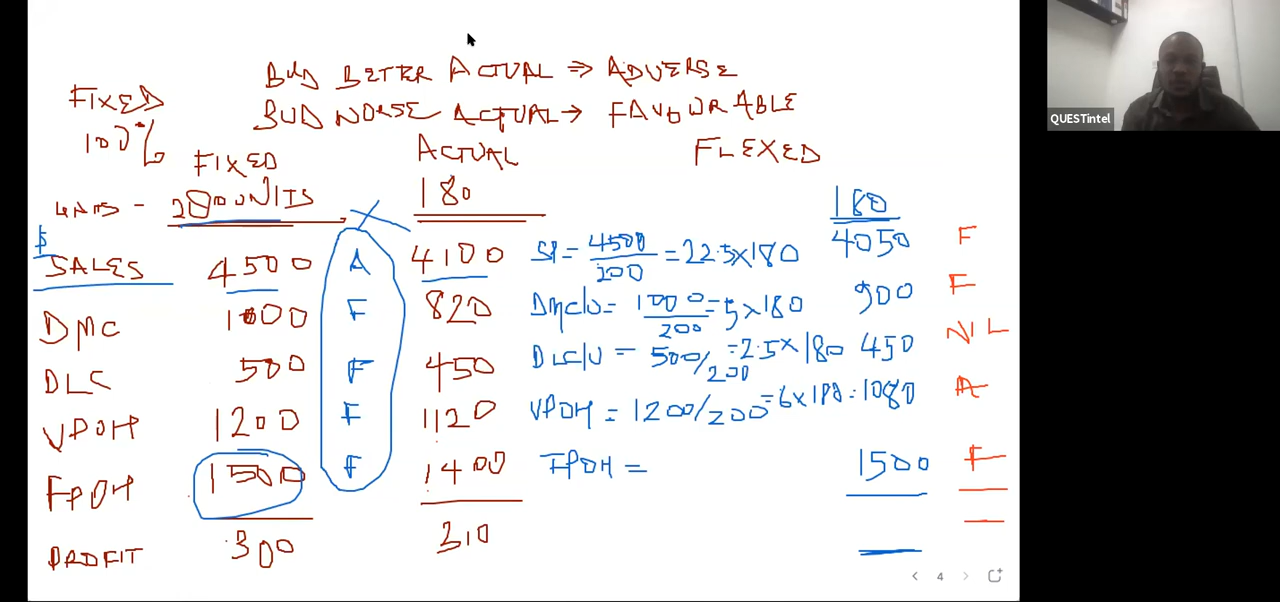 BUD BETTER ACTUAL ⇒ ADVERSE
FIXED
100%
BUD WORSE ACTUAL → FAVOURABLE
FIXED ACTUAL FLEXED
UNITS - 200 UNITS X 180 180
$
SALES 4500 A 4100 SP = 4500/200 = 22.5 x 180 4050 F
DMC 1000 F 820 DMC/U = 1000/200 = 5 x 180 900 F
DLC 500 F 450 DLC/U = 500/200 = 2.5 x 180 450 NIL
VPOH 1200 F 1120 VPOH = 1200/200 = 6 x 180 = 1080 A
FPOH 1500 F 1400 FPOH = 1500 F
PROFIT 300 310
QUESTintel
4